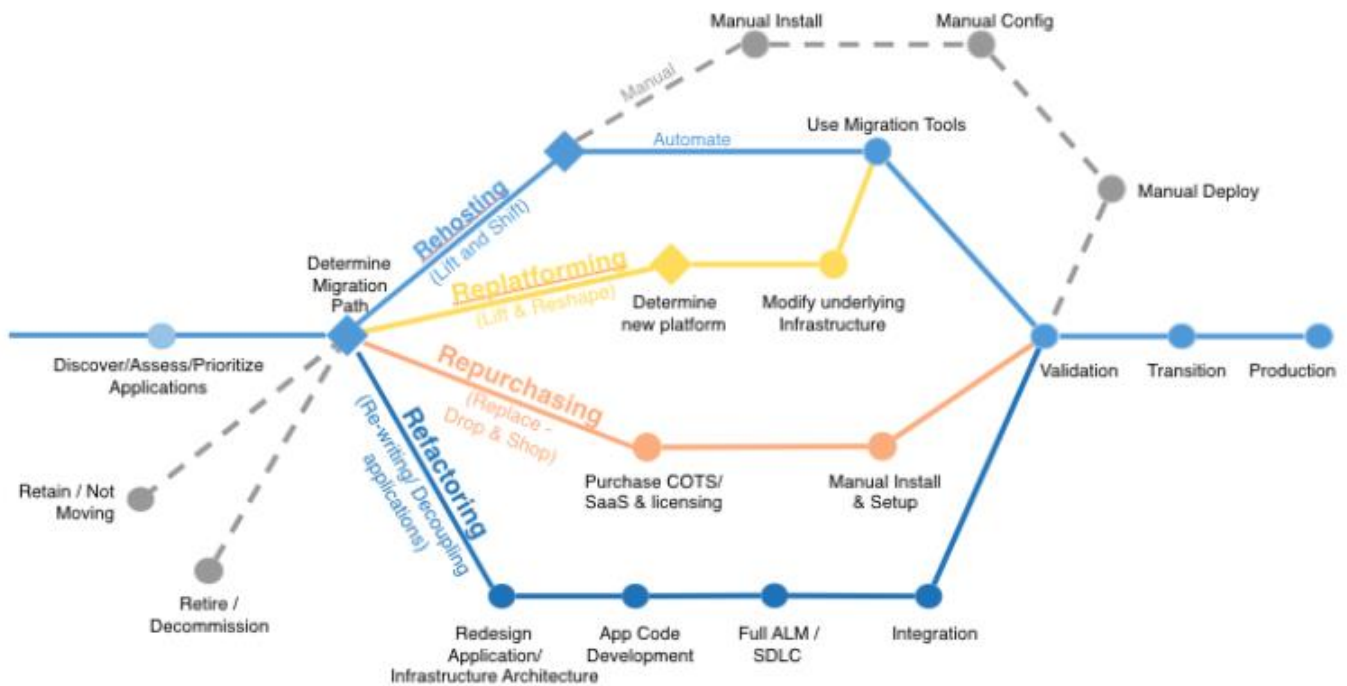 Manual Install
Manual Config
Manual
Automate
Use Migration Tools
Manual Deploy
Rehosting
(Lift and Shift)
Determine
Migration
Path
Replatforming
(Lift & Reshape)
Determine
new platform
Modify underlying
Infrastructure
Discover/Assess/Prioritize
Applications
Validation
Transition
Production
Repurchasing
(Replace -
Drop & Shop)
Purchase COTS/
SaaS & licensing
Manual Install
& Setup
Refactoring
(Re-writing/ Decoupling
applications)
Retain / Not
Moving
Retire /
Decommission
Redesign
Application/
Infrastructure Architecture
App Code
Development
Full ALM /
SDLC
Integration